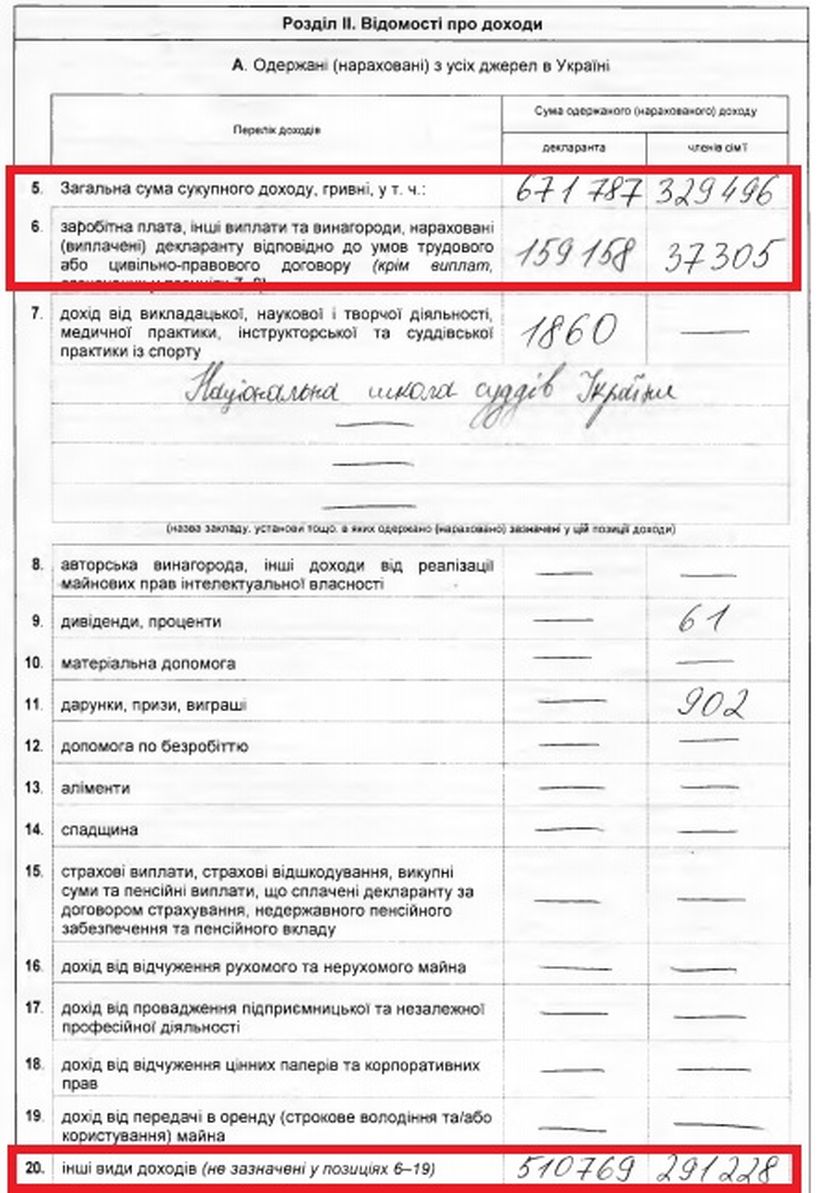 Розділ II. Відомості про доходи
А. Одержані (нараховані) з усіх джерел в Україні
Перелік доходів
Сума одержаного (нарахованого) доходу
декларанта
членів сім'ї
5. Загальна сума сукупного доходу, гривні, у т. ч.: 671 787 329 496
6. заробітна плата, інші виплати та винагороди, нараховані
(виплачені) декларанту відповідно до умов трудового
або цивільно-правового договору (крім виплат, 159 158 37305
7. дохід від викладацької, наукової і творчої діяльності,
медичної практики, інструкторської та суддівської
практики із спорту 1860 —
Національна школа суддів України
—
—
—
(назва закладу, установи тощо, в яких одержано (нараховано) зазначені у цій позиції доходи)
8. авторська винагорода, інші доходи від реалізації
майнових прав інтелектуальної власності — —
9. дивіденди, проценти — 61
10. матеріальна допомога — —
11. дарунки, призи, виграші — 902
12. допомога по безробіттю — —
13. аліменти — —
14. спадщина — —
15. страхові виплати, страхові відшкодування, викупні
суми та пенсійні виплати, що сплачені декларанту за
договором страхування, недержавного пенсійного
забезпечення та пенсійного вкладу — —
16. дохід від відчуження рухомого та нерухомого майна — —
17. дохід від провадження підприємницької та незалежної
професійної діяльності — —
18. дохід від відчуження цінних паперів та корпоративних
прав — —
19. дохід від передачі в оренду (строкове володіння та/або
користування) майна — —
20. інші види доходів (не зазначені у позиціях 6–19) 510769 291228